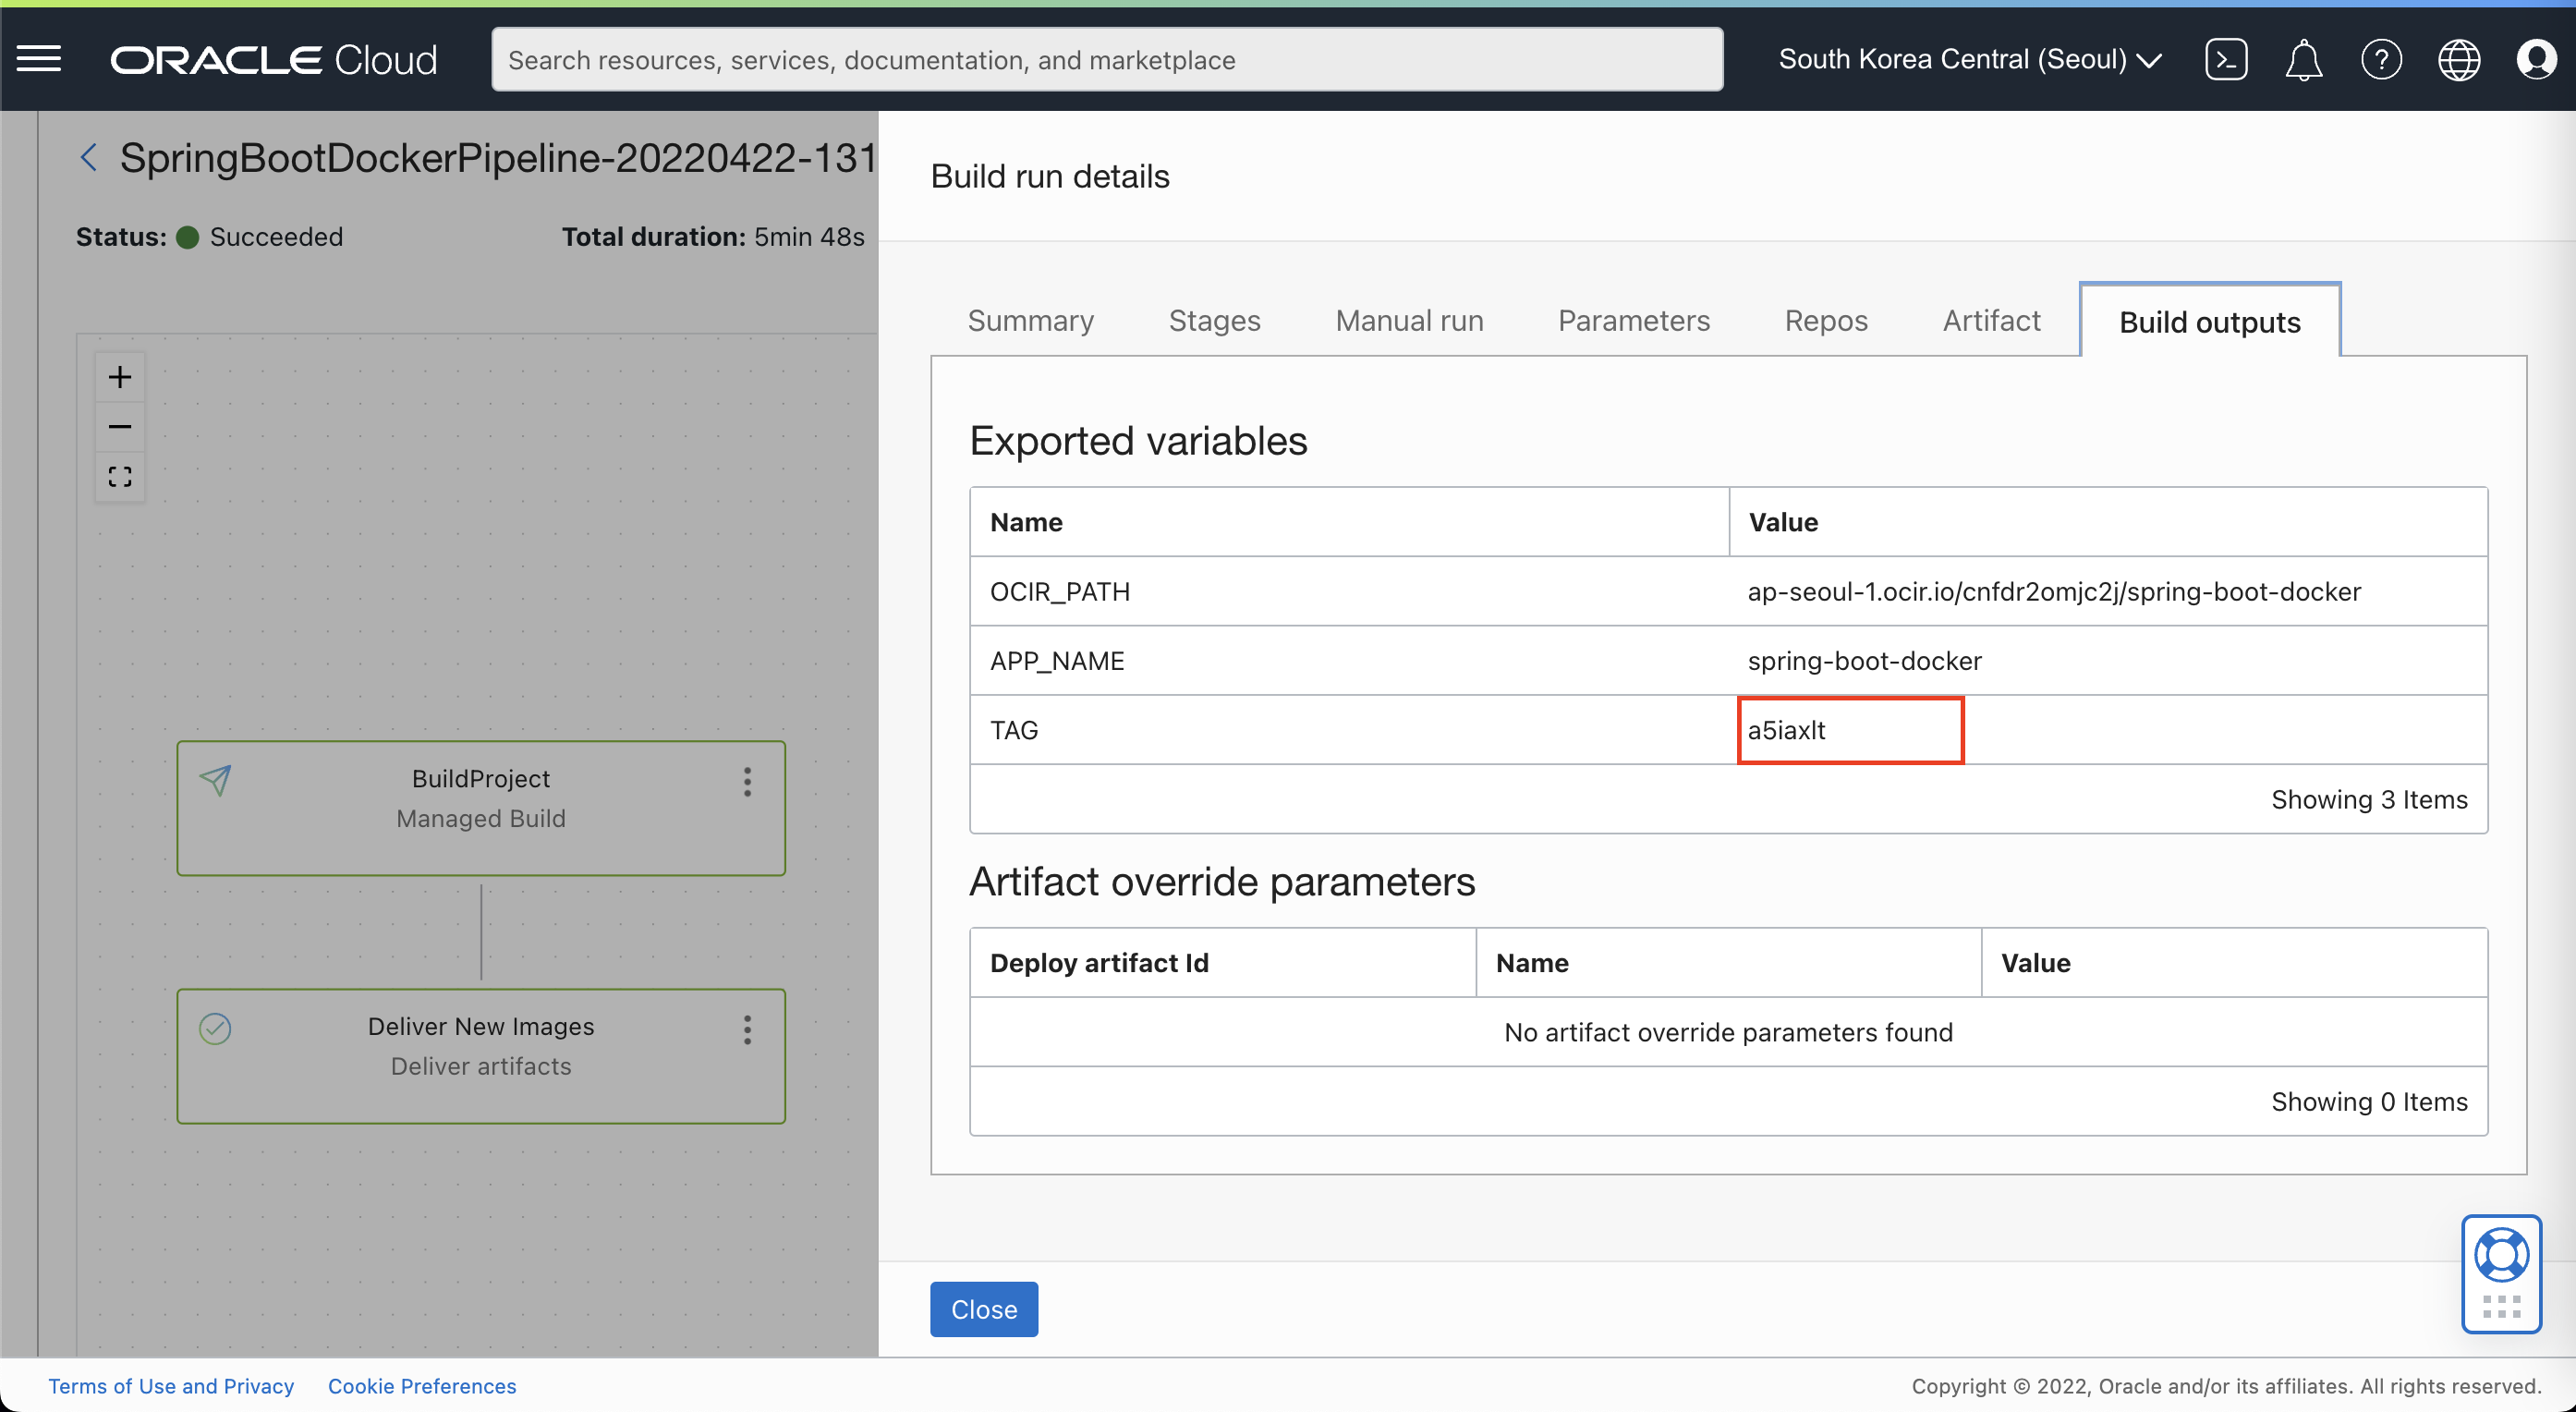 ORACLE Cloud
Search resources, services, documentation, and marketplace
South Korea Central (Seoul)
SpringBootDockerPipeline-20220422-131
Status: Succeeded
Total duration: 5min 48s
BuildProject
Managed Build
Deliver New Images
Deliver artifacts
Build run details
Summary
Stages
Manual run
Parameters
Repos
Artifact
Build outputs
Exported variables
Name Value
OCIR_PATH ap-seoul-1.ocir.io/cnfdr2omjc2j/spring-boot-docker
APP_NAME spring-boot-docker
TAG a5iaxlt
Showing 3 Items
Artifact override parameters
Deploy artifact Id Name Value
No artifact override parameters found
Showing 0 Items
Close
Terms of Use and Privacy
Cookie Preferences
Copyright © 2022, Oracle and/or its affiliates. All rights reserved.